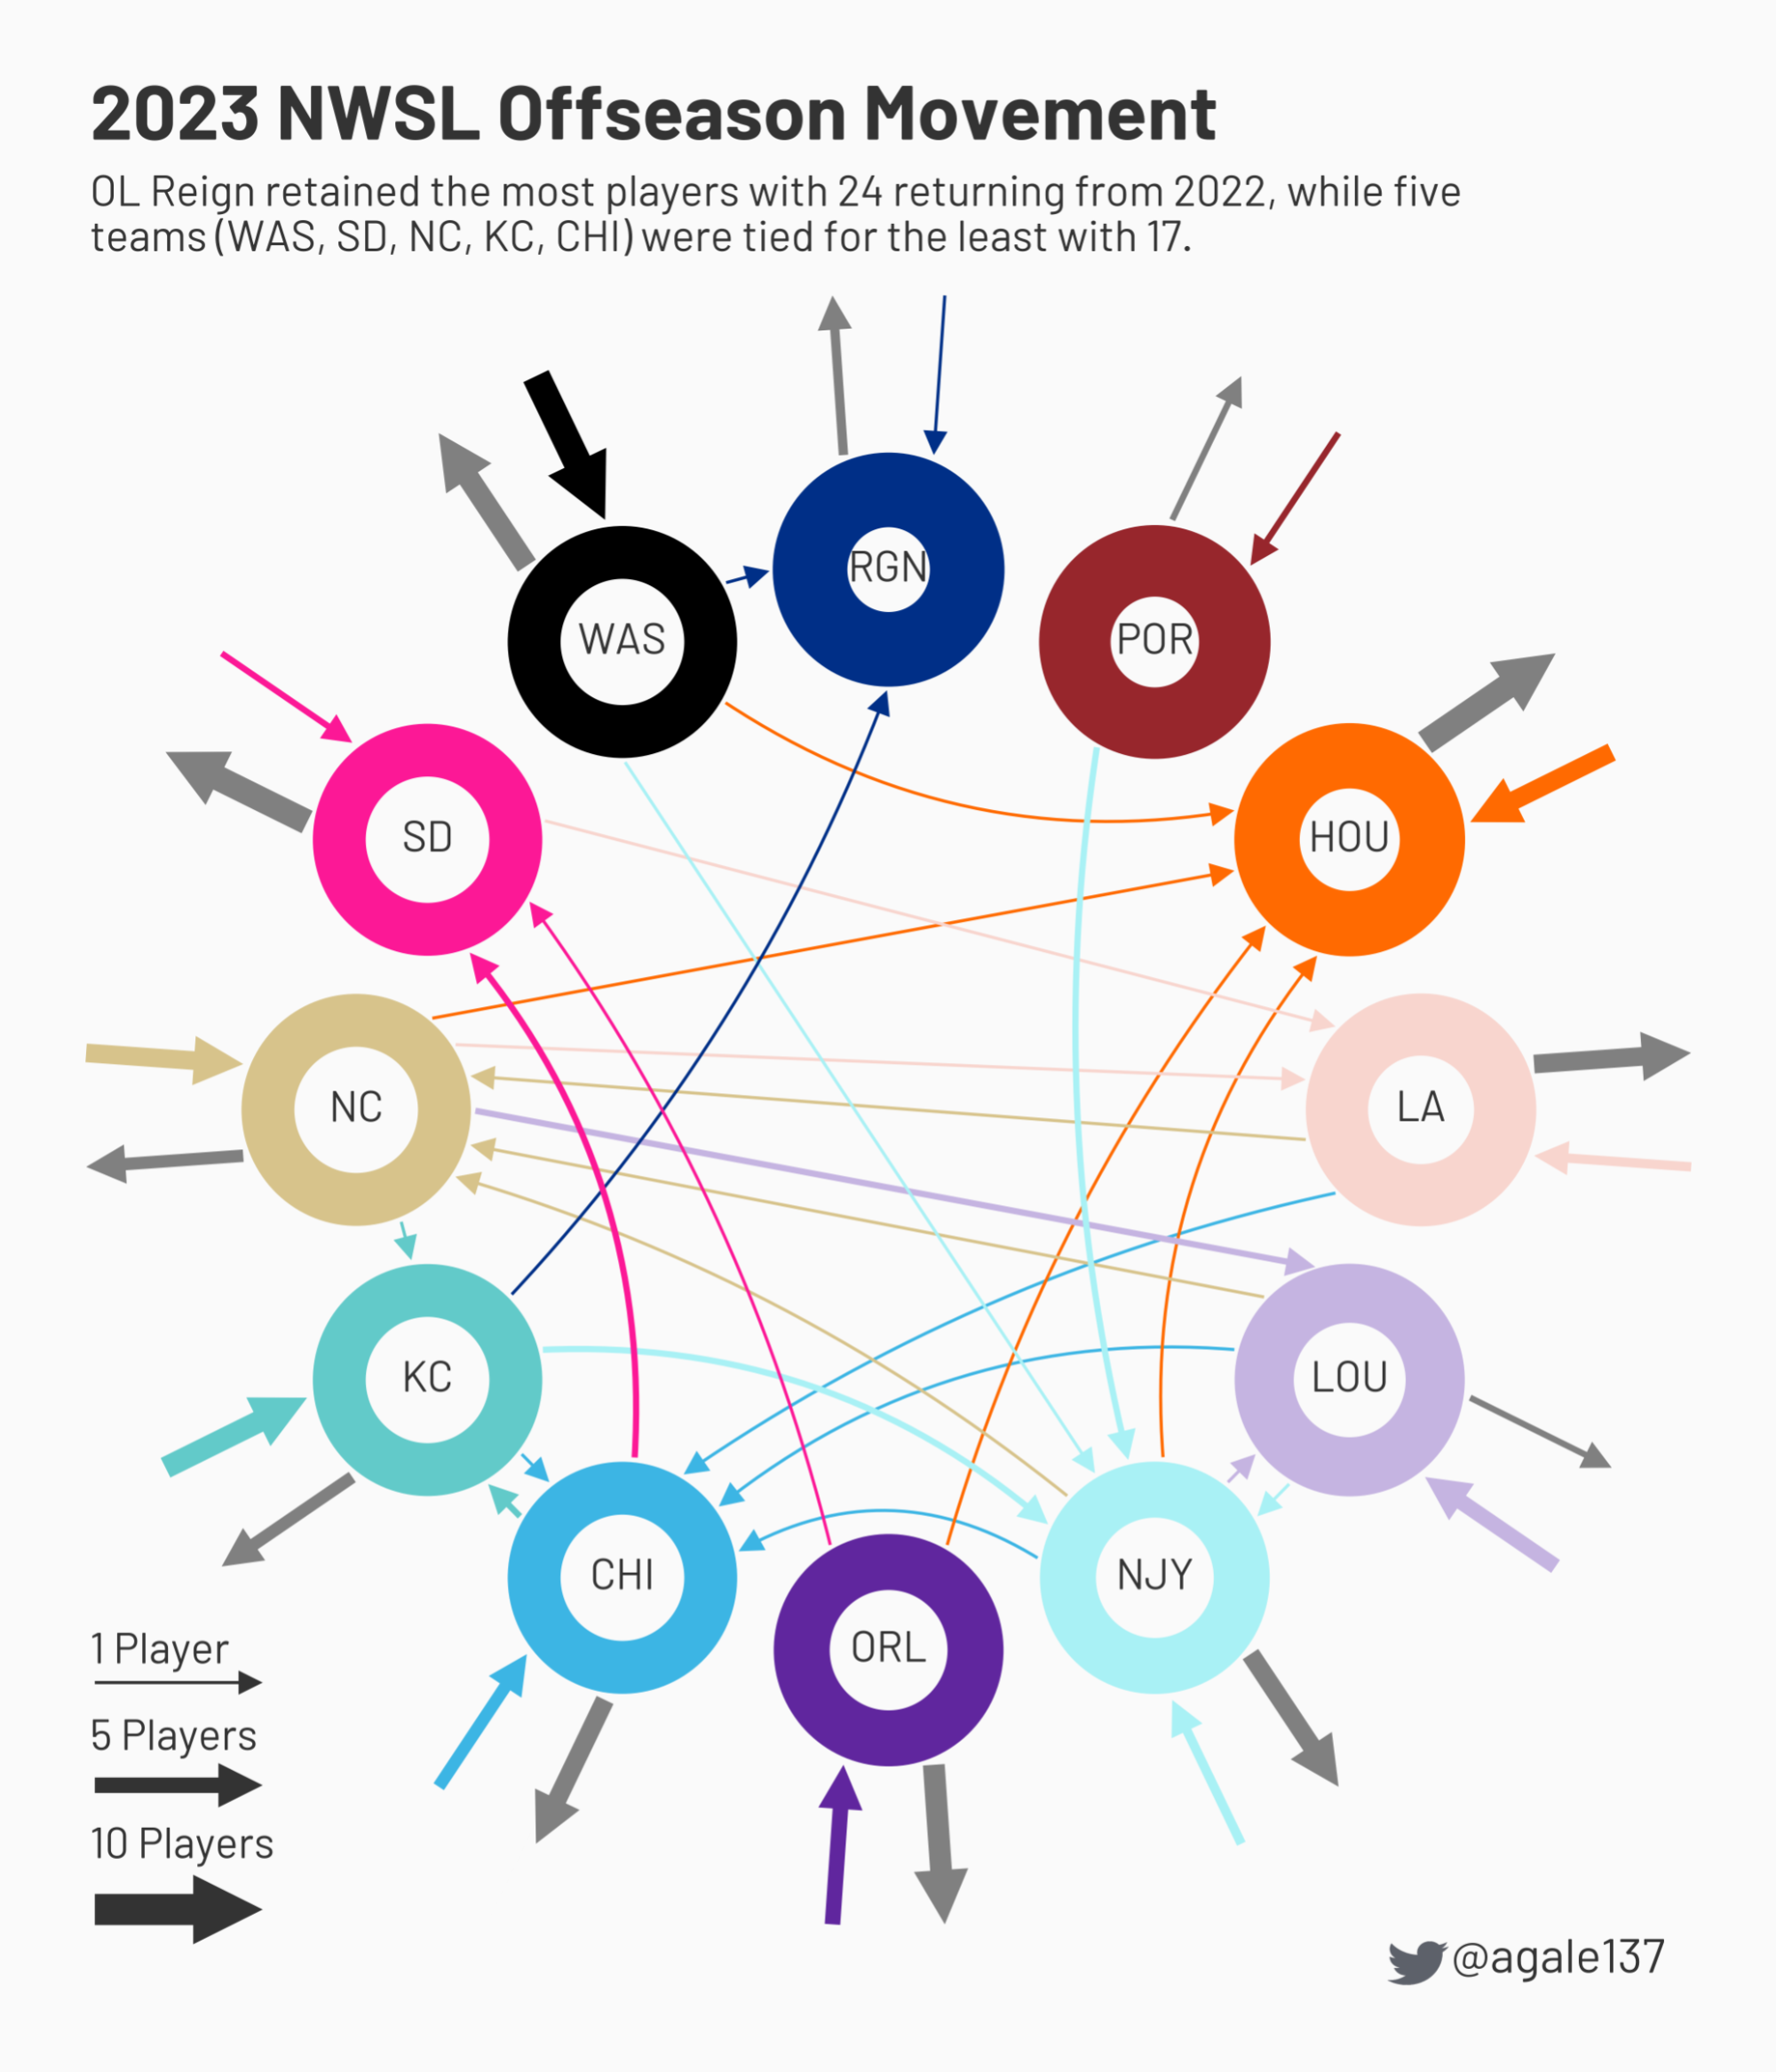 2023 NWSL Offseason Movement
OL Reign retained the most players with 24 returning from 2022, while five
teams (WAS, SD, NC, KC, CHI) were tied for the least with 17.
RGN
WAS
POR
SD
HOU
NC
LA
KC
LOU
CHI
NJY
ORL
1 Player
5 Players
10 Players
@agale137